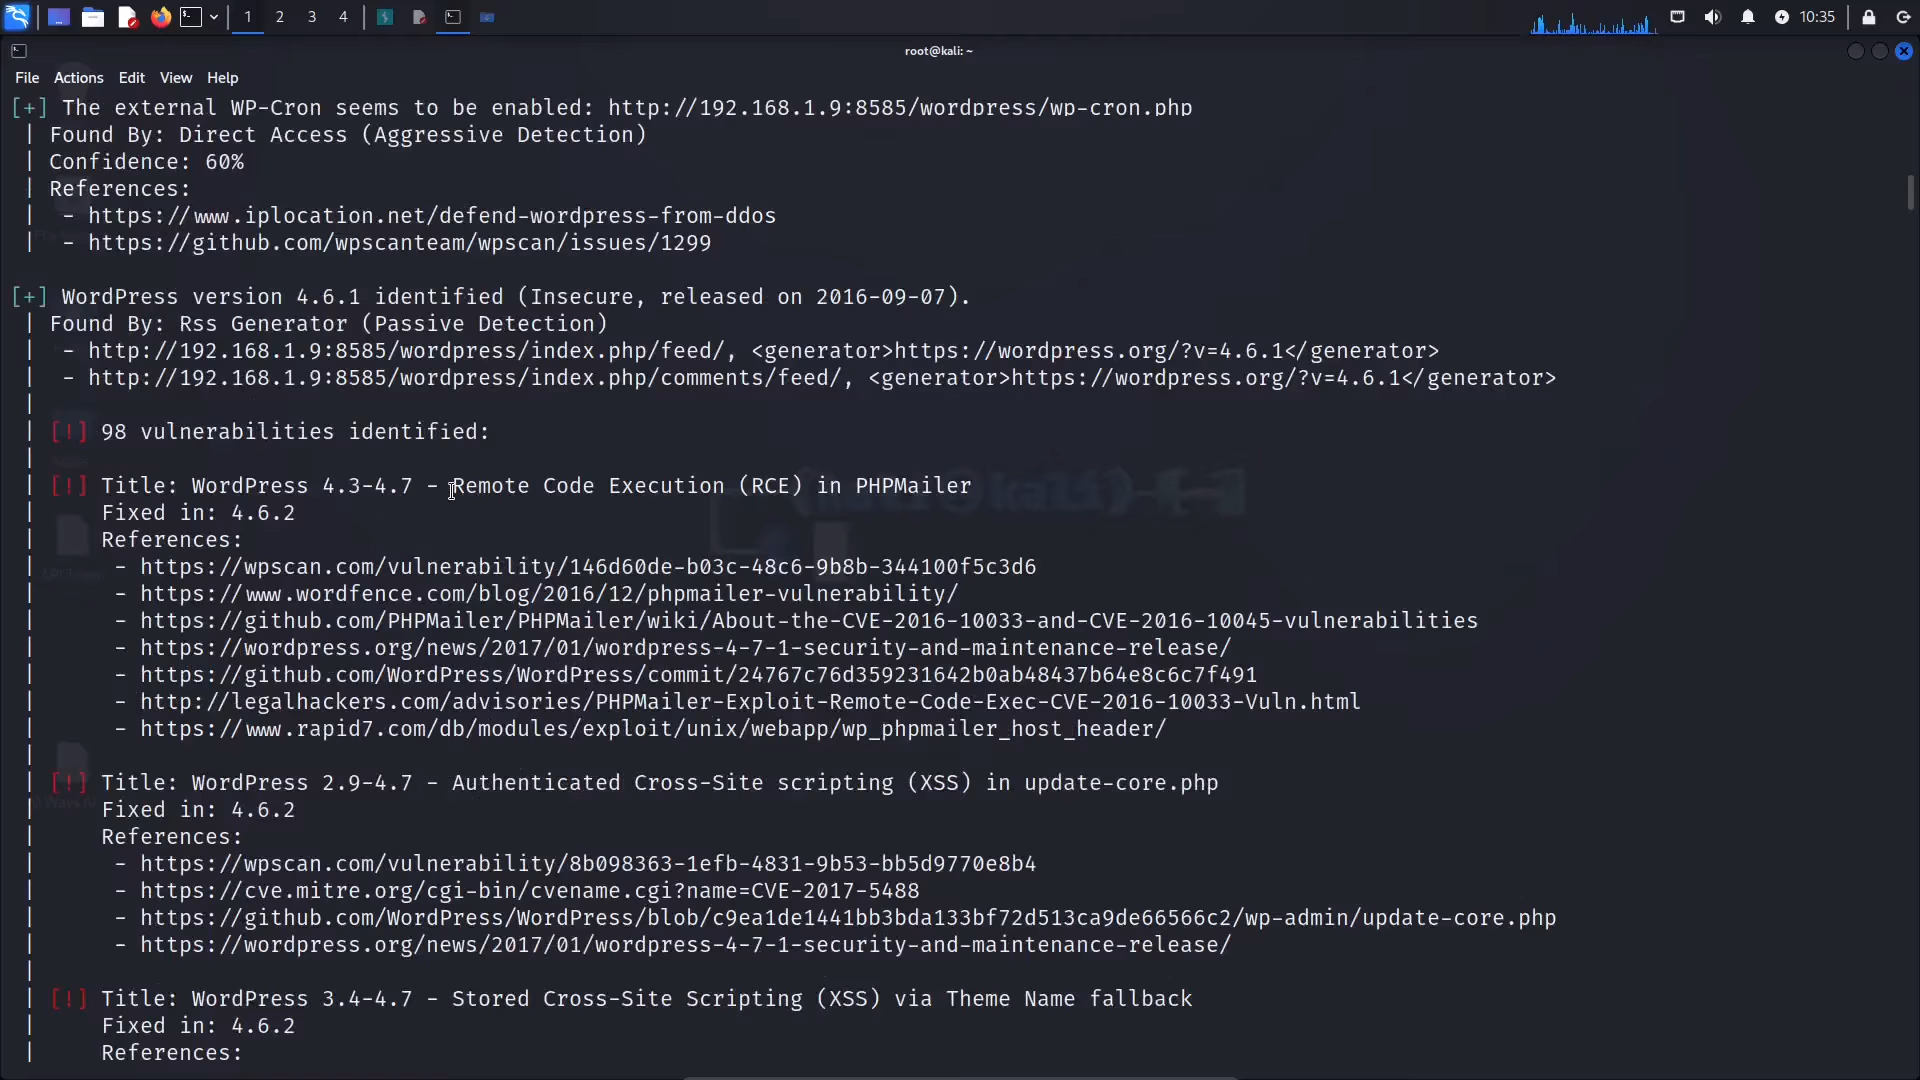 1 2 3 4 10:35
root@kali: ~
File Actions Edit View Help
[+] The external WP-Cron seems to be enabled: http://192.168.1.9:8585/wordpress/wp-cron.php
| Found By: Direct Access (Aggressive Detection)
| Confidence: 60%
| References:
| - https://www.iplocation.net/defend-wordpress-from-ddos
| - https://github.com/wpscanteam/wpscan/issues/1299
[+] WordPress version 4.6.1 identified (Insecure, released on 2016-09-07).
| Found By: Rss Generator (Passive Detection)
| - http://192.168.1.9:8585/wordpress/index.php/feed/, <generator>https://wordpress.org/?v=4.6.1</generator>
| - http://192.168.1.9:8585/wordpress/index.php/comments/feed/, <generator>https://wordpress.org/?v=4.6.1</generator>
|
| [!] 98 vulnerabilities identified:
|
| [!] Title: WordPress 4.3-4.7 - Remote Code Execution (RCE) in PHPMailer
| Fixed in: 4.6.2
| References:
| - https://wpscan.com/vulnerability/146d60de-b03c-48c6-9b8b-344100f5c3d6
| - https://www.wordfence.com/blog/2016/12/phpmailer-vulnerability/
| - https://github.com/PHPMailer/PHPMailer/wiki/About-the-CVE-2016-10033-and-CVE-2016-10045-vulnerabilities
| - https://wordpress.org/news/2017/01/wordpress-4-7-1-security-and-maintenance-release/
| - https://github.com/WordPress/WordPress/commit/24767c76d359231642b0ab48437b64e8c6c7f491
| - http://legalhackers.com/advisories/PHPMailer-Exploit-Remote-Code-Exec-CVE-2016-10033-Vuln.html
| - https://www.rapid7.com/db/modules/exploit/unix/webapp/wp_phpmailer_host_header/
|
| [!] Title: WordPress 2.9-4.7 - Authenticated Cross-Site scripting (XSS) in update-core.php
| Fixed in: 4.6.2
| References:
| - https://wpscan.com/vulnerability/8b098363-1efb-4831-9b53-bb5d9770e8b4
| - https://cve.mitre.org/cgi-bin/cvename.cgi?name=CVE-2017-5488
| - https://github.com/WordPress/WordPress/blob/c9ea1de1441bb3bda133bf72d513ca9de66566c2/wp-admin/update-core.php
| - https://wordpress.org/news/2017/01/wordpress-4-7-1-security-and-maintenance-release/
|
| [!] Title: WordPress 3.4-4.7 - Stored Cross-Site Scripting (XSS) via Theme Name fallback
| Fixed in: 4.6.2
| References: